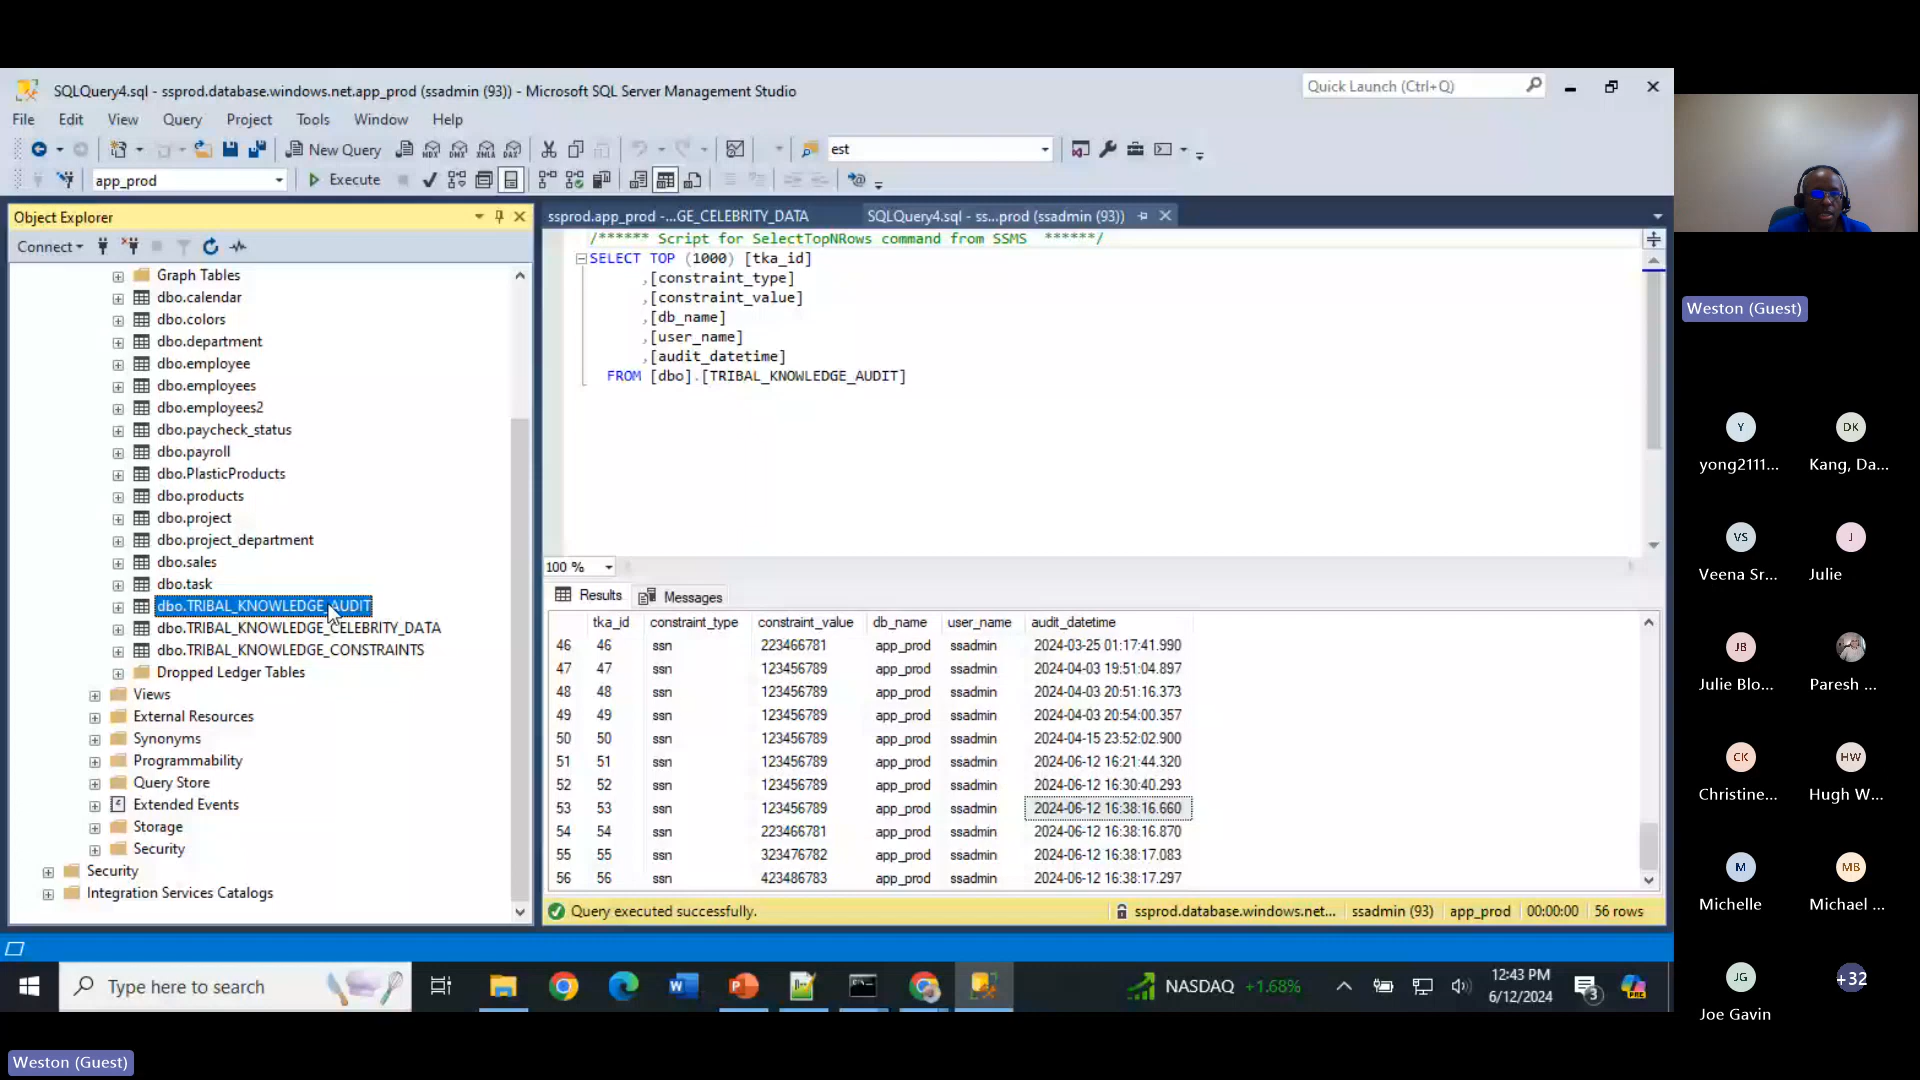 SQLQuery4.sql - ssprod.database.windows.net.app_prod (ssadmin (93)) - Microsoft SQL Server Management Studio
Quick Launch (Ctrl+Q)
File Edit View Query Project Tools Window Help
New Query
MDX DMX XMLA DAX
est
app_prod
Execute
Object Explorer
Connect
Graph Tables
dbo.calendar
dbo.colors
dbo.department
dbo.employee
dbo.employees
dbo.employees2
dbo.paycheck_status
dbo.payroll
dbo.PlasticProducts
dbo.products
dbo.project
dbo.project_department
dbo.sales
dbo.task
dbo.TRIBAL_KNOWLEDGE_AUDIT
dbo.TRIBAL_KNOWLEDGE_CELEBRITY_DATA
dbo.TRIBAL_KNOWLEDGE_CONSTRAINTS
Dropped Ledger Tables
Views
External Resources
Synonyms
Programmability
Query Store
Extended Events
Storage
Security
Security
Integration Services Catalogs
ssprod.app_prod -...GE_CELEBRITY_DATA
SQLQuery4.sql - ss...prod (ssadmin (93))
/****** Script for SelectTopNRows command from SSMS ******/
SELECT TOP (1000) [tka_id]
,[constraint_type]
,[constraint_value]
,[db_name]
,[user_name]
,[audit_datetime]
FROM [dbo].[TRIBAL_KNOWLEDGE_AUDIT]
100 %
Results Messages
tka_id constraint_type constraint_value db_name user_name audit_datetime
46 46 ssn 223466781 app_prod ssadmin 2024-03-25 01:17:41.990
47 47 ssn 123456789 app_prod ssadmin 2024-04-03 19:51:04.897
48 48 ssn 123456789 app_prod ssadmin 2024-04-03 20:51:16.373
49 49 ssn 123456789 app_prod ssadmin 2024-04-03 20:54:00.357
50 50 ssn 123456789 app_prod ssadmin 2024-04-15 23:52:02.900
51 51 ssn 123456789 app_prod ssadmin 2024-06-12 16:21:44.320
52 52 ssn 123456789 app_prod ssadmin 2024-06-12 16:30:40.293
53 53 ssn 123456789 app_prod ssadmin 2024-06-12 16:38:16.660
54 54 ssn 223466781 app_prod ssadmin 2024-06-12 16:38:16.870
55 55 ssn 323476782 app_prod ssadmin 2024-06-12 16:38:17.083
56 56 ssn 423486783 app_prod ssadmin 2024-06-12 16:38:17.297
Query executed successfully.
ssprod.database.windows.net... ssadmin (93) app_prod 00:00:00 56 rows
Type here to search
NASDAQ +1.68%
12:43 PM
6/12/2024
3
PRE
Weston (Guest)
Weston (Guest)
Y DK
yong2111... Kang, Da...
VS J
Veena Sr... Julie
JB
Julie Blo... Paresh ...
CK HW
Christine... Hugh W...
M MB
Michelle Michael ...
JG +32
Joe Gavin